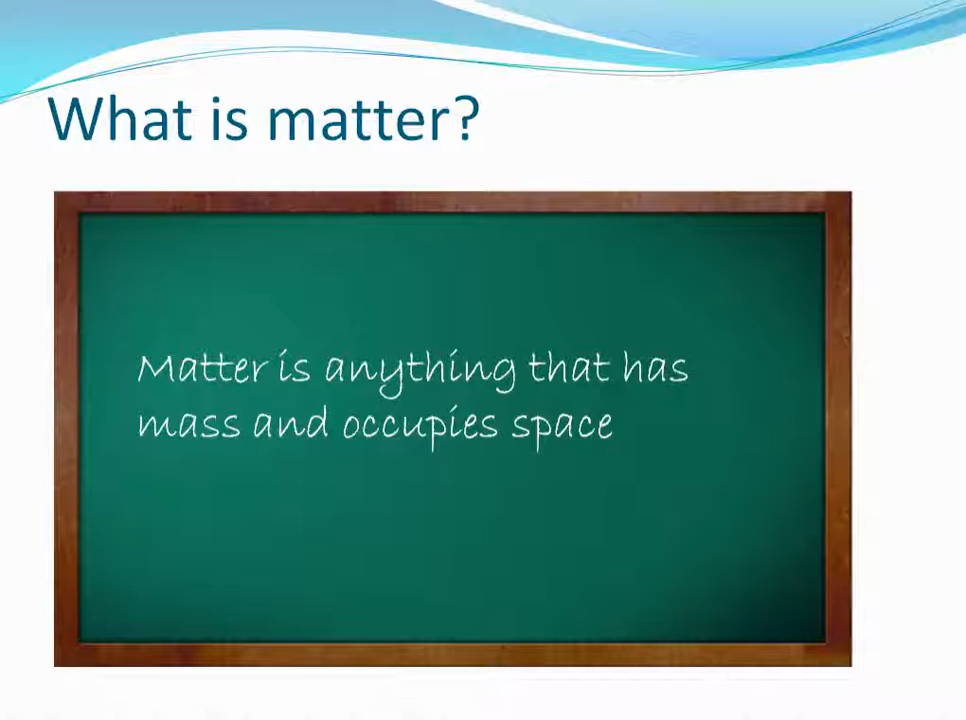 What is matter?
Matter is anything that has
mass and occupies space